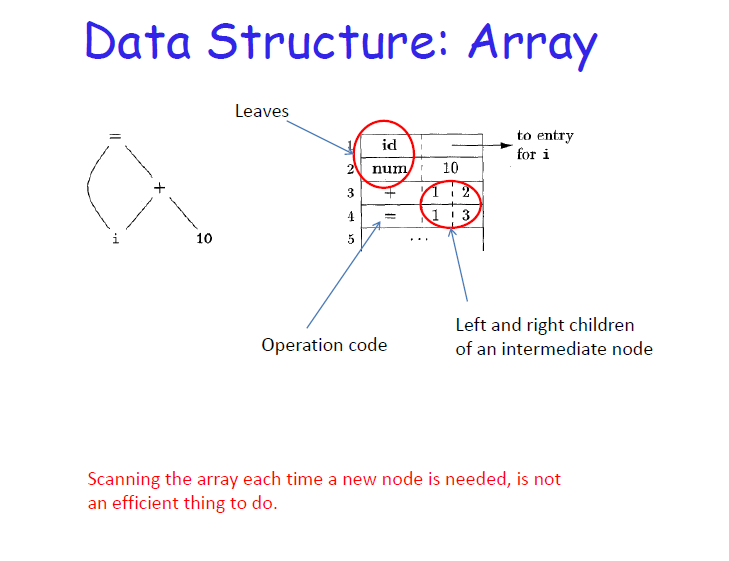 Data Structure: Array
Leaves
=
+
i
10
1 id
to entry
for i
2 num 10
3 + 1 2
4 = 1 3
5 ...
Operation code
Left and right children
of an intermediate node
Scanning the array each time a new node is needed, is not
an efficient thing to do.